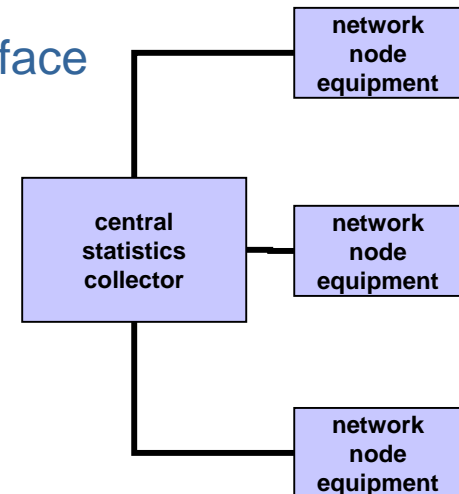 face
network
node
equipment
central
statistics
collector
network
node
equipment
network
node
equipment